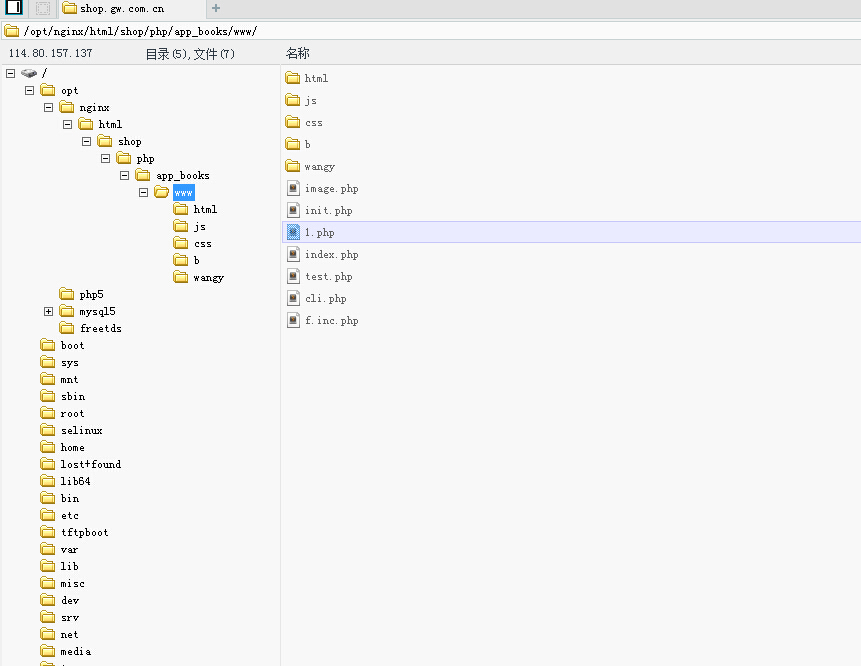 shop.gw.com.cn
/opt/nginx/html/shop/php/app_books/www/
114.80.157.137 目录(5),文件(7) 名称
/
opt
nginx
html
shop
php
app_books
www
html
js
css
b
wangy
php5
mysql5
freetds
boot
sys
mnt
sbin
root
selinux
home
lost+found
lib64
bin
etc
tftpboot
var
lib
misc
dev
srv
net
media
html
js
css
b
wangy
image.php
init.php
1.php
index.php
test.php
cli.php
f.inc.php